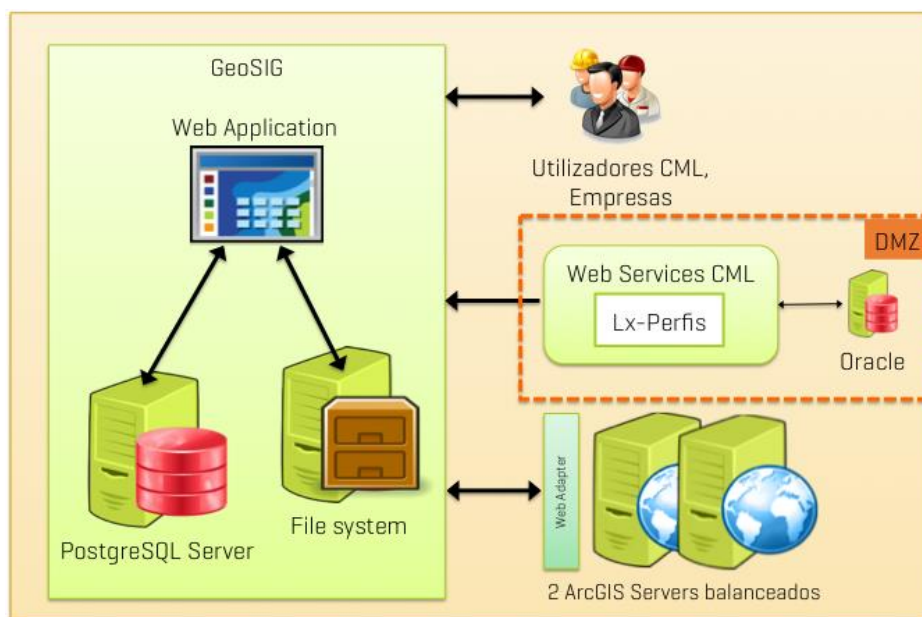 GeoSIG
Web Application
PostgreSQL Server
File system
Utilizadores CML,
Empresas
DMZ
Web Services CML
Lx-Perfis
Oracle
Web Adapter
2 ArcGIS Servers balanceados